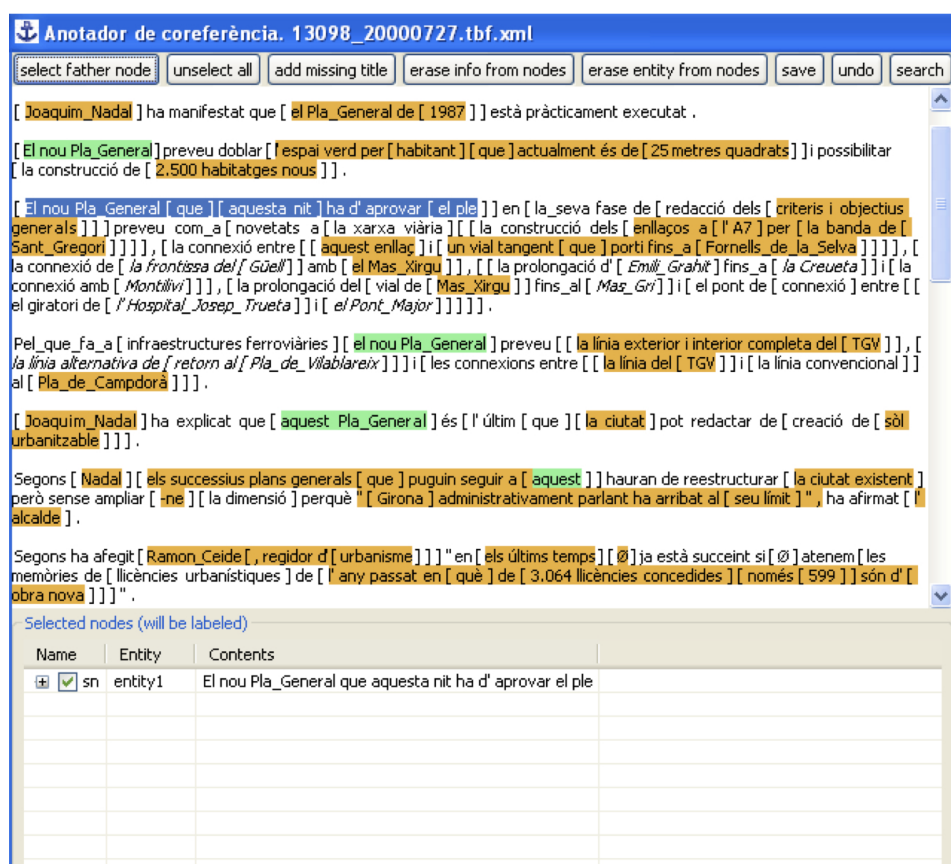 Anotador de coreferència. 13098_20000727.tbf.xml
select father node unselect all add missing title erase info from nodes erase entity from nodes save undo search
[ Joaquim_Nadal ] ha manifestat que [ el Pla_General de [ 1987 ] ] està pràcticament executat .
[ El nou Pla_General] preveu doblar [ l'espai verd per [ habitant ] [ que ] actualment és de [ 25 metres quadrats] ] i possibilitar
[ la construcció de [ 2.500 habitatges nous ] ] .
[ El nou Pla_General [ que ] [ aquesta nit ] ha d' aprovar [ el ple ] ] en [ la_seva fase de [ redacció dels [ criteris i objectius
generals ] ] ] preveu com_a [ novetats a [ la xarxa viària ] [ [ la construcció dels [ enllaços a [ l' A7 ] per [ la banda de [
Sant_Gregori ] ] ] ] , [ la connexió entre [ [ aquest enllaç ] i [ un vial tangent [ que ] porti fins_a [ Fornells_de_la_Selva ] ] ] ] , [
la connexió de [ la frontissa del [ Güell ] ] amb [ el Mas_Xirgu ] ] , [ [ la prolongació d' [ Emili_Grahit ] fins_a [ la Creueta ] ] i [ la
connexió amb [ Montilivi ] ] ] , [ la prolongació del [ vial de [ Mas_Xirgu ] ] fins_al [ Mas_Gri ] ] i [ el pont de [ connexió ] entre [ [
el giratori de [ l'Hospital_Josep_Trueta ] ] i [ el Pont_Major ] ] ] ] ] .
Pel_que_fa_a [ infraestructures ferroviàries ] [ el nou Pla_General ] preveu [ [ la línia exterior i interior completa del [ TGV ] ] , [
la línia alternativa de [ retorn al [ Pla_de_Vilablareix ] ] ] i [ les connexions entre [ [ la línia del [ TGV ] ] i [ la línia convencional ] ]
al [ Pla_de_Campdorà ] ] ] .
[ Joaquim_Nadal ] ha explicat que [ aquest Pla_General ] és [ l' últim [ que ] [ la ciutat ] pot redactar de [ creació de [ sòl
urbanitzable ] ] ] .
Segons [ Nadal ] [ els successius plans generals [ que ] puguin seguir a [ aquest ] ] hauran de reestructurar [ la ciutat existent ]
però sense ampliar [ -ne ] [ la dimensió ] perquè " [ Girona ] administrativament parlant ha arribat al [ seu límit ] " , ha afirmat [ l'
alcalde ] .
Segons ha afegit [ Ramon_Ceide [ , regidor d' [ urbanisme ] ] ] " en [ els últims temps ] [ Ø ] ja està succeint si [ Ø ] atenem [ les
memòries de [ llicències urbanístiques ] de [ l' any passat en [ què ] de [ 3.064 llicències concedides ] [ només [ 599 ] ] són d' [
obra nova ] ] ] " .
Selected nodes (will be labeled)
Name Entity Contents
sn entity1 El nou Pla_General que aquesta nit ha d' aprovar el ple